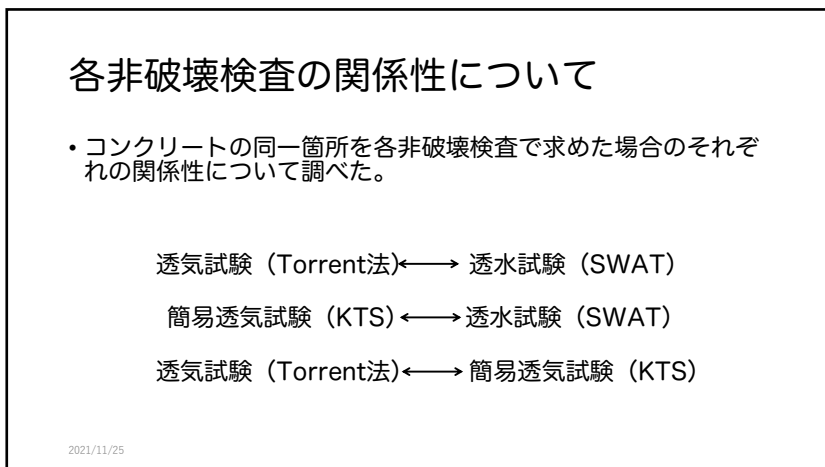 各非破壊検査の関係性について
• コンクリートの同一箇所を各非破壊検査で求めた場合のそれぞ
れの関係性について調べた。
透気試験（Torrent法）⟷ 透水試験（SWAT）
簡易透気試験（KTS）⟷ 透水試験（SWAT）
透気試験（Torrent法）⟷ 簡易透気試験（KTS）
2021/11/25